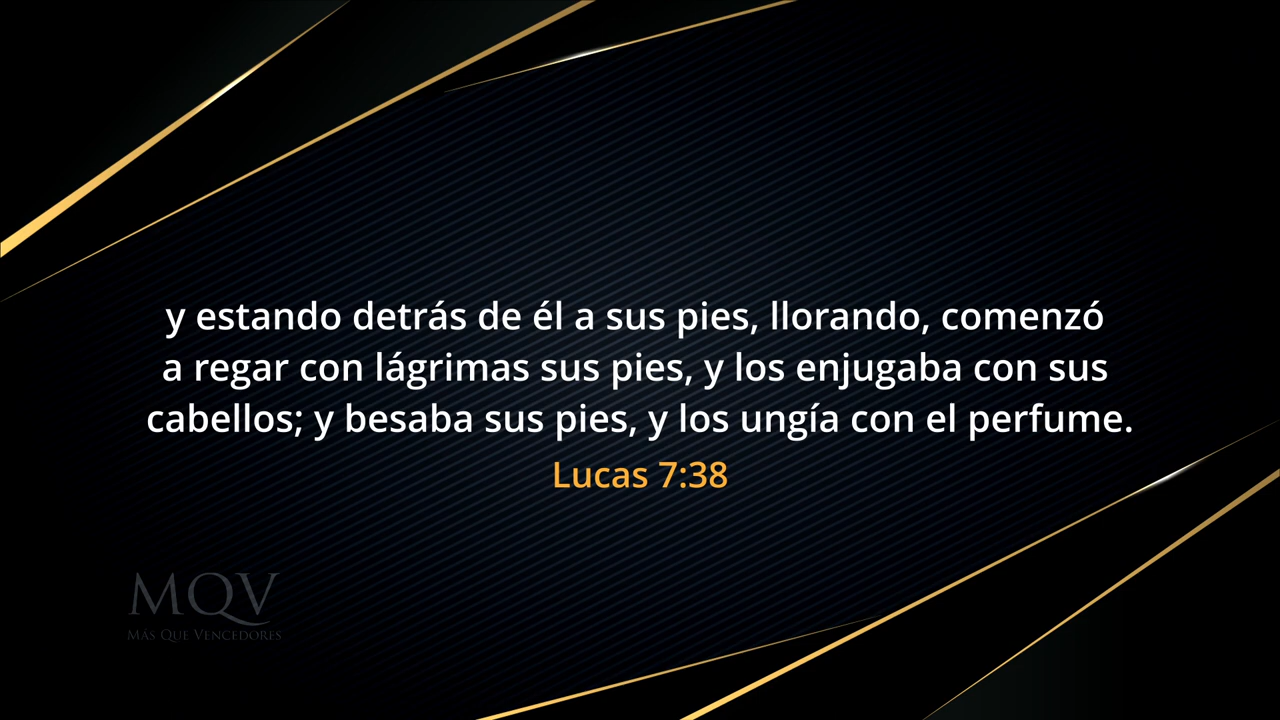 y estando detrás de él a sus pies, llorando, comenzó
a regar con lágrimas sus pies, y los enjugaba con sus
cabellos; y besaba sus pies, y los ungía con el perfume.
Lucas 7:38
MQV
Más Que Vencedores